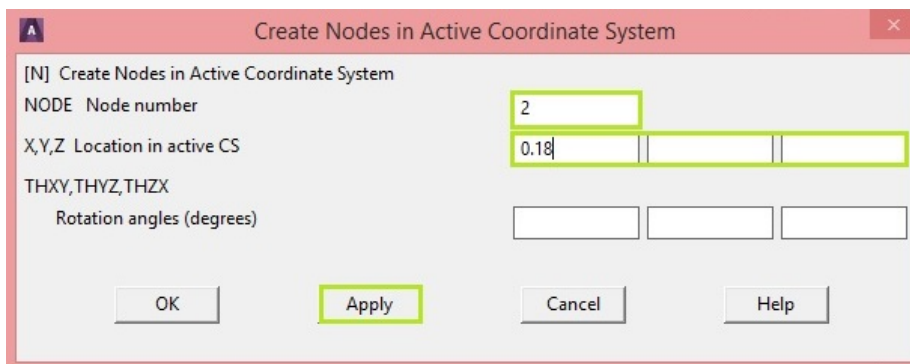 A
Create Nodes in Active Coordinate System
×
[N] Create Nodes in Active Coordinate System
NODE Node number
2
X,Y,Z Location in active CS
0.18
THXY,THYZ,THZX
Rotation angles (degrees)
OK Apply Cancel Help